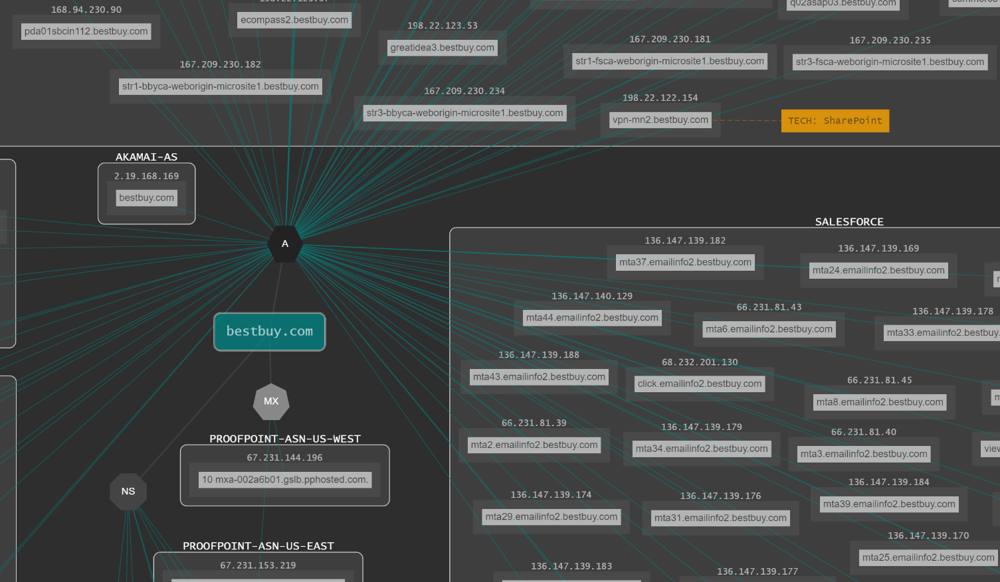 168.94.230.90
pda01sbcin112.bestbuy.com
ecompass2.bestbuy.com
198.22.123.53
greatidea3.bestbuy.com
q02asap03.bestbuy.com
167.209.230.181
str1-fsca-weborigin-microsite1.bestbuy.com
167.209.230.235
str3-fsca-weborigin-microsite1.bestbuy.com
167.209.230.182
str1-bbyca-weborigin-microsite1.bestbuy.com
167.209.230.234
str3-bbyca-weborigin-microsite1.bestbuy.com
198.22.122.154
vpn-mn2.bestbuy.com
TECH: SharePoint
AKAMAI-AS
2.19.168.169
bestbuy.com
A
bestbuy.com
MX
PROOFPOINT-ASN-US-WEST
67.231.144.196
10 mxa-002a6b01.gslb.pphosted.com.
NS
PROOFPOINT-ASN-US-EAST
67.231.153.219
SALESFORCE
136.147.139.182
mta37.emailinfo2.bestbuy.com
136.147.139.169
mta24.emailinfo2.bestbuy.com
136.147.140.129
mta44.emailinfo2.bestbuy.com
66.231.81.43
mta6.emailinfo2.bestbuy.com
136.147.139.178
mta33.emailinfo2.bestbuy.
136.147.139.188
mta43.emailinfo2.bestbuy.com
68.232.201.130
click.emailinfo2.bestbuy.com
66.231.81.45
mta8.emailinfo2.bestbuy.com
66.231.81.39
mta2.emailinfo2.bestbuy.com
136.147.139.179
mta34.emailinfo2.bestbuy.com
66.231.81.40
mta3.emailinfo2.bestbuy.com
136.147.139.174
mta29.emailinfo2.bestbuy.com
136.147.139.176
mta31.emailinfo2.bestbuy.com
136.147.139.184
mta39.emailinfo2.bestbuy.com
136.147.139.170
mta25.emailinfo2.bestbuy.com
136.147.139.183
136.147.139.177